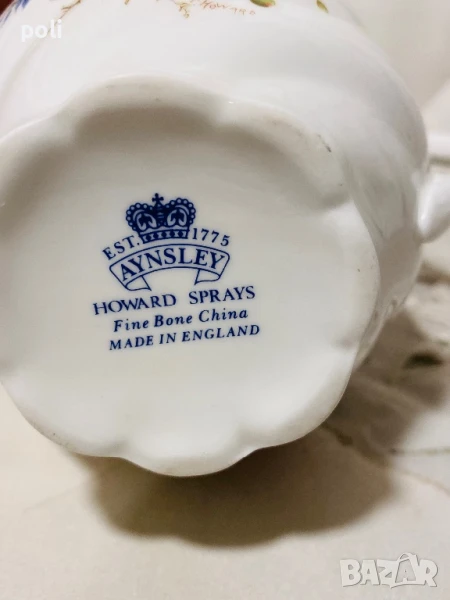 poli
EST. 1775
AYNSLEY
HOWARD SPRAYS
Fine Bone China
MADE IN ENGLAND
BAZAR